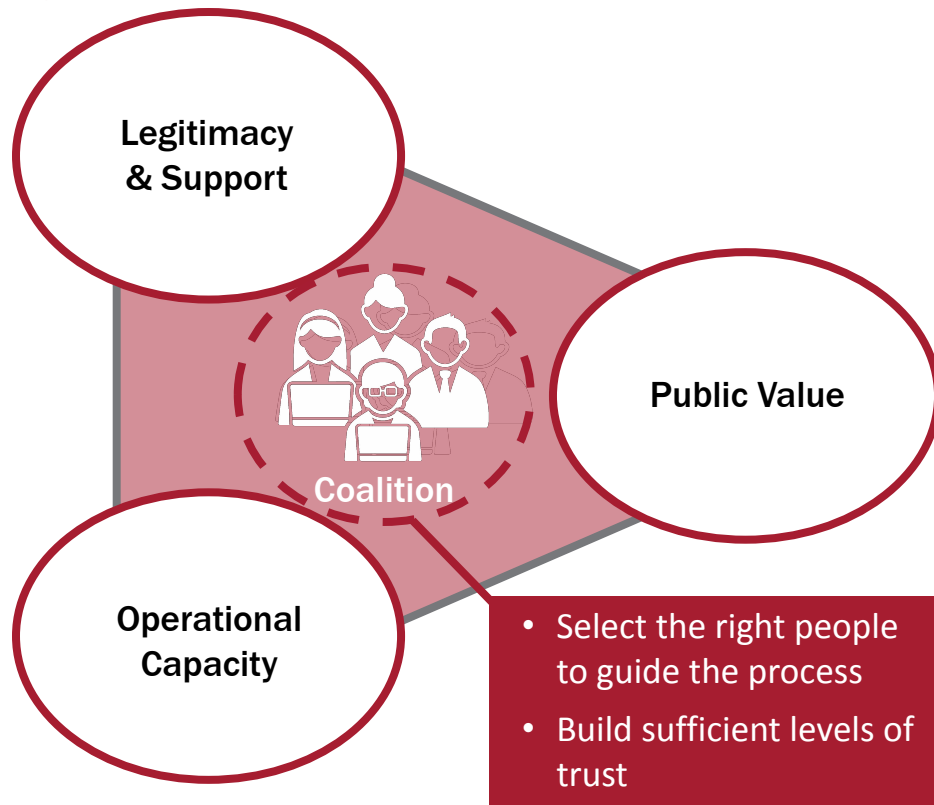 Legitimacy
& Support
Public Value
Coalition
Operational
Capacity
• Select the right people
to guide the process
• Build sufficient levels of
trust